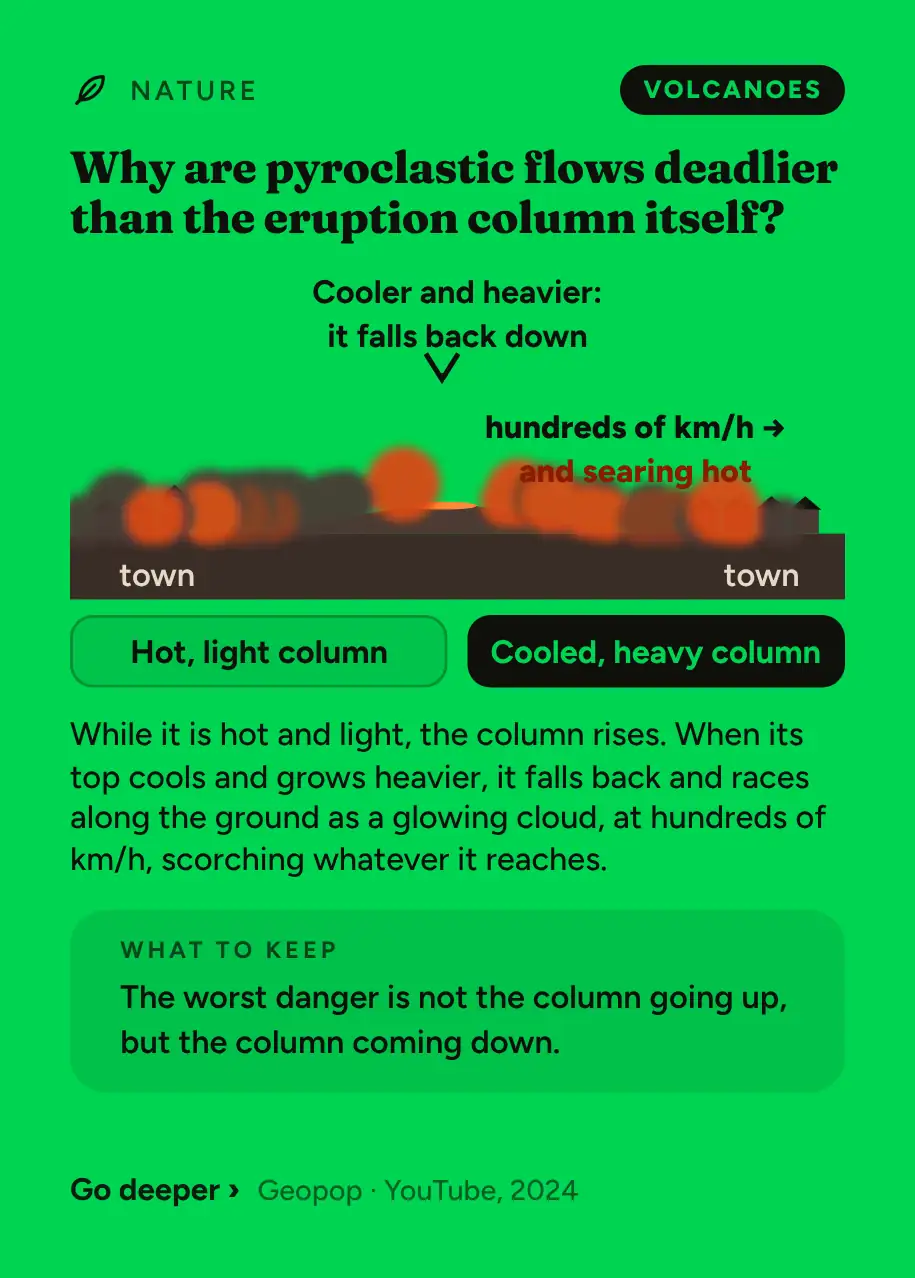 NATURE
VOLCANOES
Why are pyroclastic flows deadlier
than the eruption column itself?
Cooler and heavier:
it falls back down
hundreds of km/h →
and searing hot
town
town
Hot, light column
Cooled, heavy column
While it is hot and light, the column rises. When its
top cools and grows heavier, it falls back and races
along the ground as a glowing cloud, at hundreds of
km/h, scorching whatever it reaches.
WHAT TO KEEP
The worst danger is not the column going up,
but the column coming down.
Go deeper › Geopop · YouTube, 2024